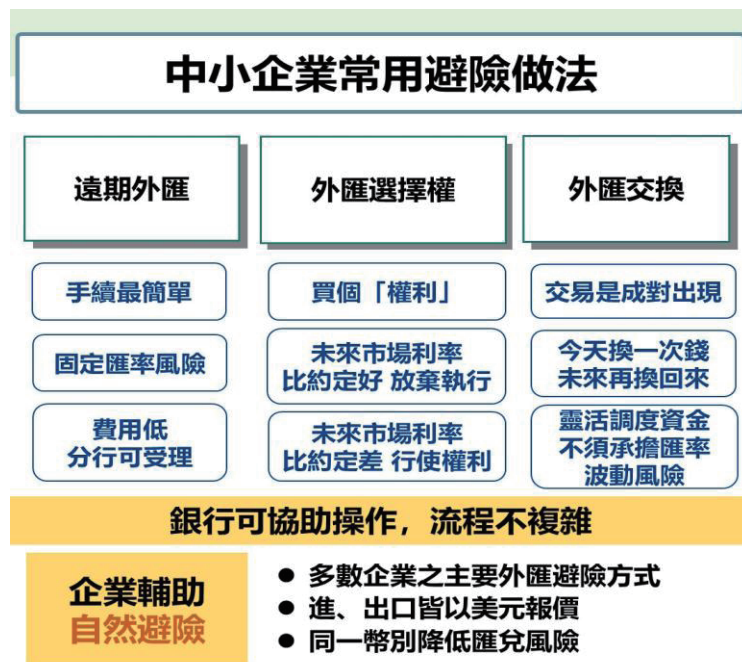 中小企業常用避險做法
遠期外匯
手續最簡單
固定匯率風險
費用低
分行可受理
外匯選擇權
買個「權利」
未來市場利率
比約定好 放棄執行
未來市場利率
比約定差 行使權利
外匯交換
交易是成對出現
今天換一次錢
未來再換回來
靈活調度資金
不須承擔匯率
波動風險
銀行可協助操作，流程不複雜
企業輔助
自然避險
● 多數企業之主要外匯避險方式
● 進、出口皆以美元報價
● 同一幣別降低匯兌風險